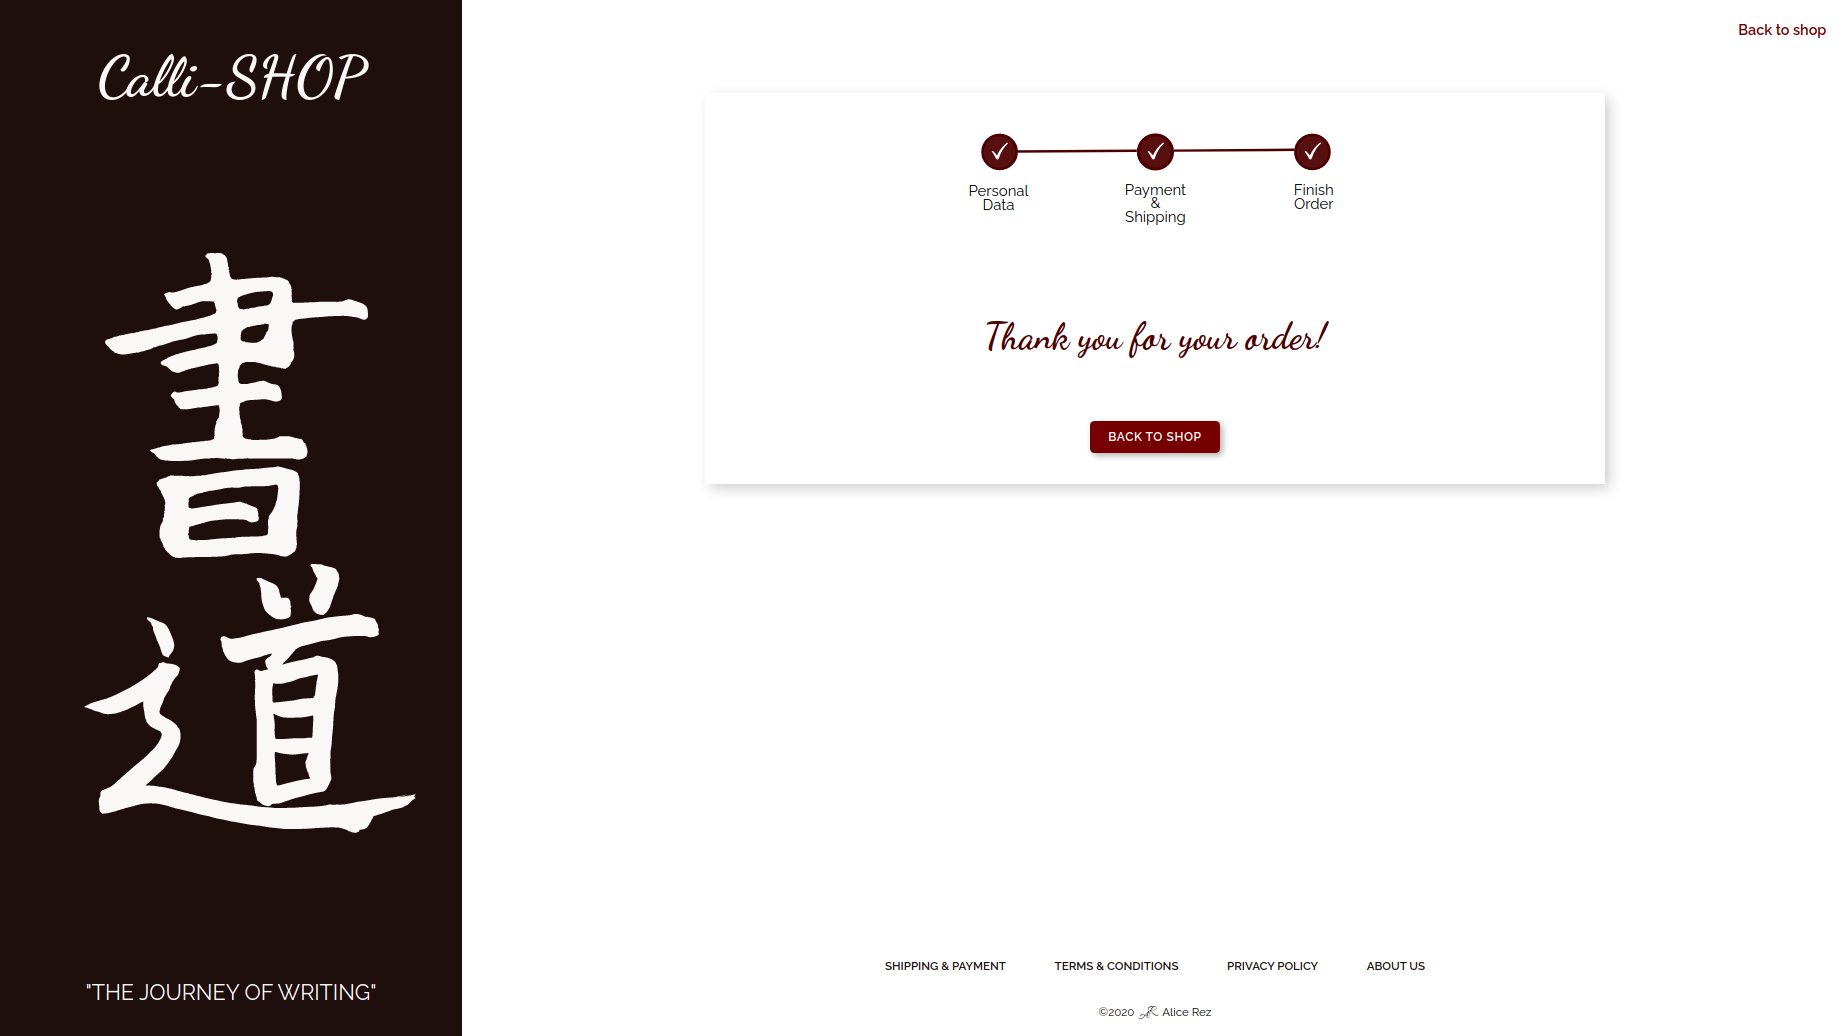 Calli-SHOP
書
道
"THE JOURNEY OF WRITING"
Back to shop
Personal
Data
Payment
&
Shipping
Finish
Order
Thank you for your order!
BACK TO SHOP
SHIPPING & PAYMENT TERMS & CONDITIONS PRIVACY POLICY ABOUT US
©2020 AR Alice Rez